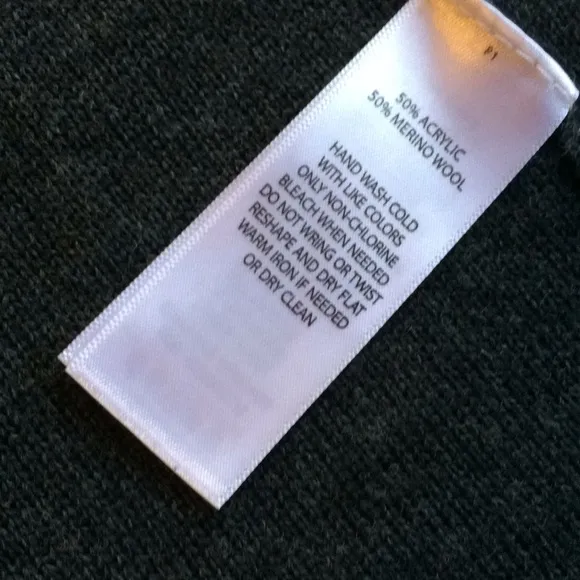 P1
50% ACRYLIC
50% MERINO WOOL
HAND WASH COLD
WITH LIKE COLORS
ONLY NON-CHLORINE
BLEACH WHEN NEEDED
DO NOT WRING OR TWIST
RESHAPE AND DRY FLAT
WARM IRON IF NEEDED
OR DRY CLEAN